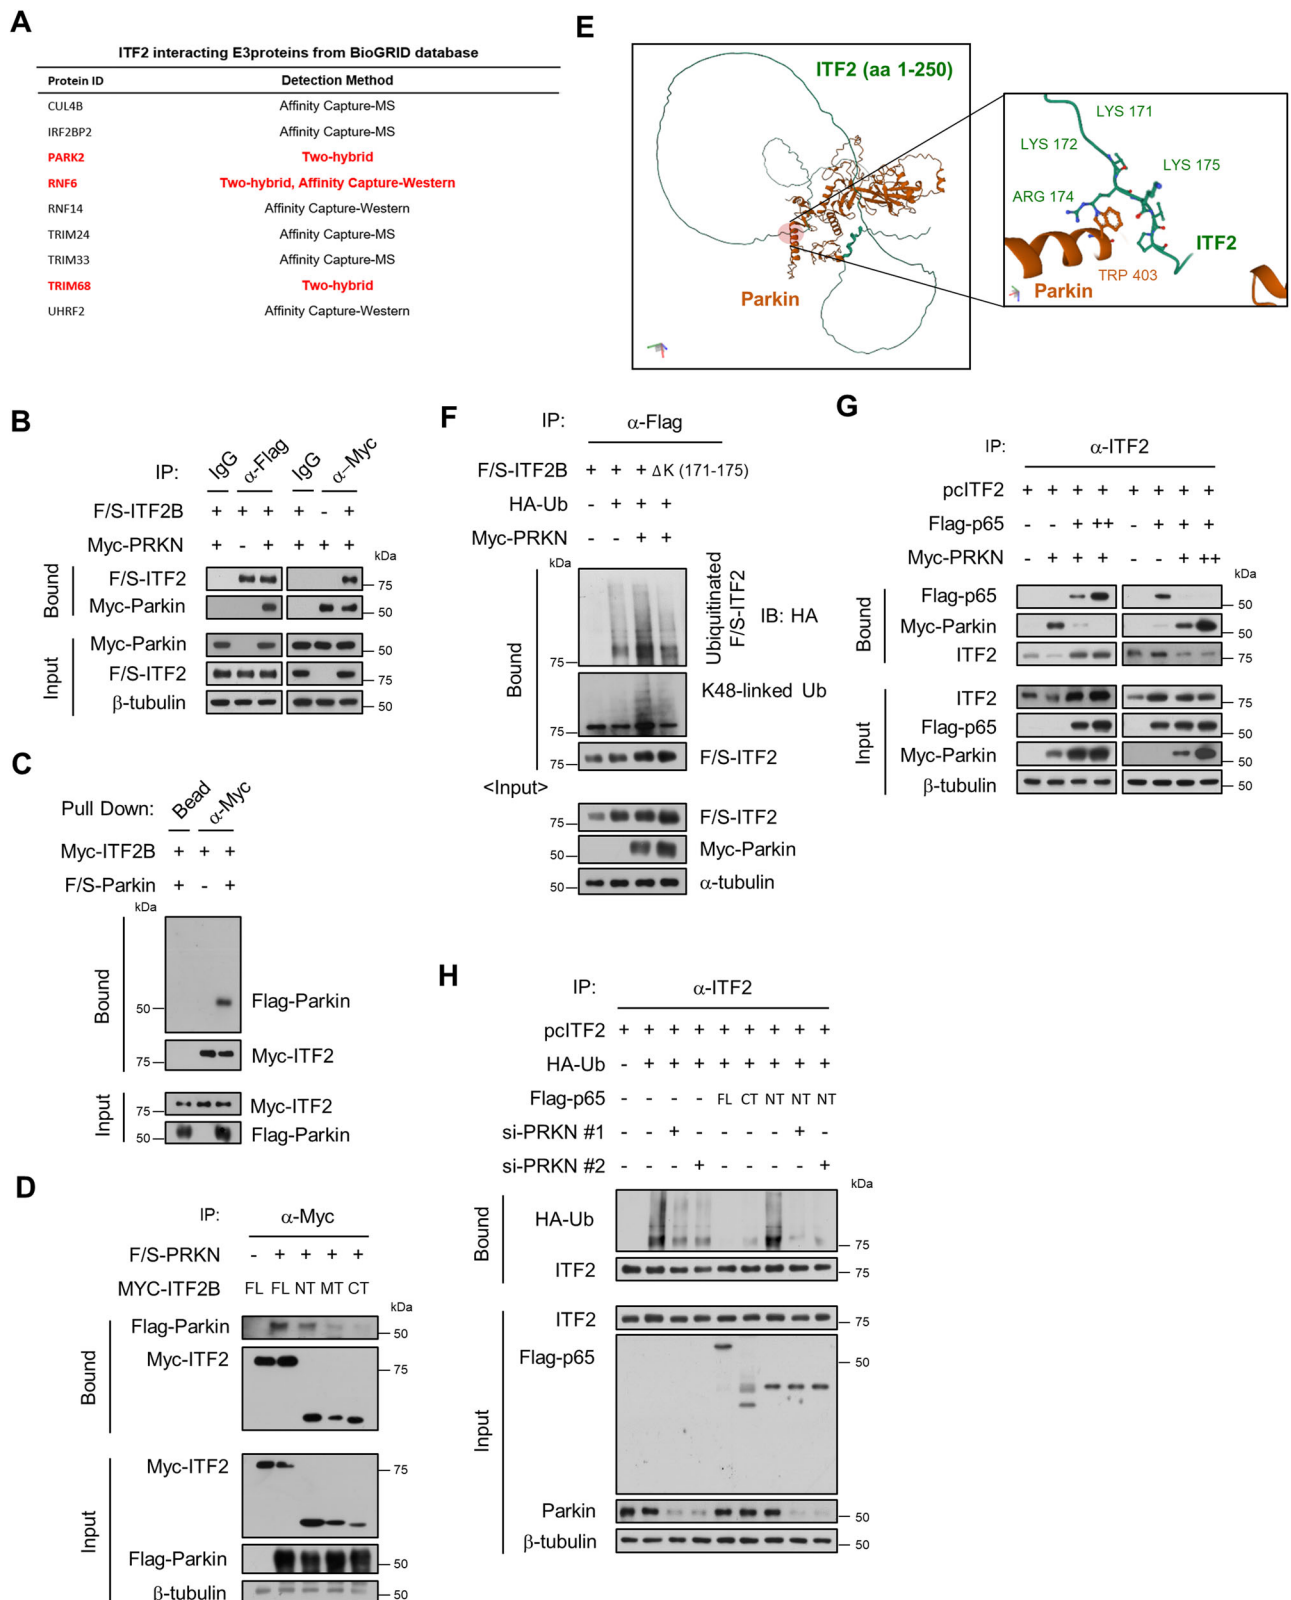 A
ITF2 interacting E3proteins from BioGRID database
Protein ID Detection Method
CUL4B Affinity Capture-MS
IRF2BP2 Affinity Capture-MS
PARK2 Two-hybrid
RNF6 Two-hybrid, Affinity Capture-Western
RNF14 Affinity Capture-Western
TRIM24 Affinity Capture-MS
TRIM33 Affinity Capture-MS
TRIM68 Two-hybrid
UHRF2 Affinity Capture-Western
E
ITF2 (aa 1-250)
Parkin
LYS 171
LYS 172
LYS 175
ARG 174
ITF2
TRP 403
Parkin
B
IP: IgG α-Flag IgG α-Myc
F/S-ITF2B + + + + - +
Myc-PRKN + - + + + +
kDa
Bound
F/S-ITF2 75
Myc-Parkin 50
Input
Myc-Parkin 50
F/S-ITF2 75
β-tubulin 50
C
Pull Down: Bead α-Myc
Myc-ITF2B + + +
F/S-Parkin + - +
kDa
Bound
50 Flag-Parkin
75 Myc-ITF2
Input
75 Myc-ITF2
50 Flag-Parkin
D
IP: α-Myc
F/S-PRKN - + + + +
MYC-ITF2B FL FL NT MT CT
kDa
Bound
Flag-Parkin 50
Myc-ITF2 75
Input
Myc-ITF2 75
Flag-Parkin 50
β-tubulin 50
F
IP: α-Flag
F/S-ITF2B + + + ΔK (171-175)
HA-Ub - + + +
Myc-PRKN - - + +
kDa
Bound
75
Ubiquitinated
F/S-ITF2
IB: HA
K48-linked Ub
75
75 F/S-ITF2
<Input>
75 F/S-ITF2
50 Myc-Parkin
50 α-tubulin
G
IP: α-ITF2
pcITF2 + + + + + + + +
Flag-p65 - - + ++ - + + +
Myc-PRKN - + + + - - + ++
kDa
Bound
Flag-p65 50
Myc-Parkin 50
ITF2 75
Input
ITF2 75
Flag-p65 50
Myc-Parkin 50
β-tubulin 50
H
IP: α-ITF2
pcITF2 + + + + + + + + +
HA-Ub - + + + + + + + +
Flag-p65 - - - - FL CT NT NT NT
si-PRKN #1 - - + - - - - + -
si-PRKN #2 - - - + - - - - +
kDa
Bound
HA-Ub 75
ITF2 75
Input
ITF2 75
Flag-p65 50
Parkin 50
β-tubulin 50